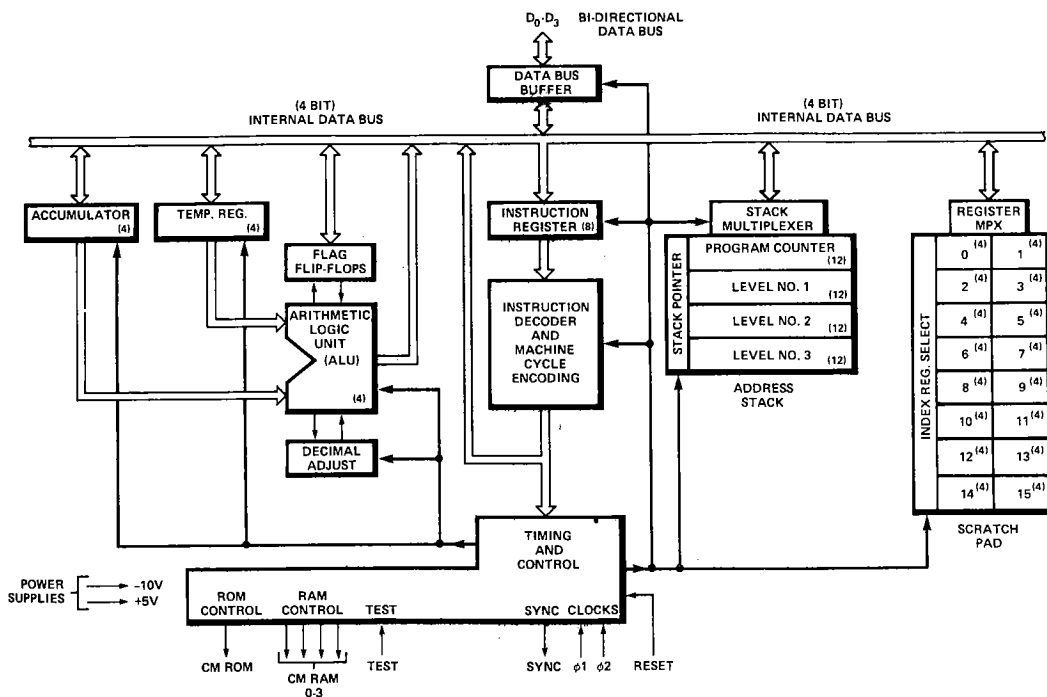 D0-D3 BI-DIRECTIONAL
DATA BUS
DATA BUS
BUFFER
(4 BIT)
INTERNAL DATA BUS
(4 BIT)
INTERNAL DATA BUS
ACCUMULATOR
(4)
TEMP. REG.
(4)
FLAG
FLIP-FLOPS
INSTRUCTION
REGISTER (8)
STACK
MULTIPLEXER
REGISTER
MPX
STACK POINTER
PROGRAM COUNTER
(12)
LEVEL NO. 1 (12)
LEVEL NO. 2 (12)
LEVEL NO. 3 (12)
ADDRESS
STACK
ARITHMETIC
LOGIC
UNIT
(ALU)
(4)
INSTRUCTION
DECODER
AND
MACHINE
CYCLE
ENCODING
DECIMAL
ADJUST
INDEX REG. SELECT
0 (4) 1 (4)
2 (4) 3 (4)
4 (4) 5 (4)
6 (4) 7 (4)
8 (4) 9 (4)
10 (4) 11 (4)
12 (4) 13 (4)
14 (4) 15 (4)
SCRATCH
PAD
TIMING
AND
CONTROL
POWER
SUPPLIES
-10V
+5V
ROM
CONTROL
RAM
CONTROL
TEST
SYNC
CLOCKS
CM ROM
CM RAM
0-3
TEST
SYNC
φ1
φ2
RESET